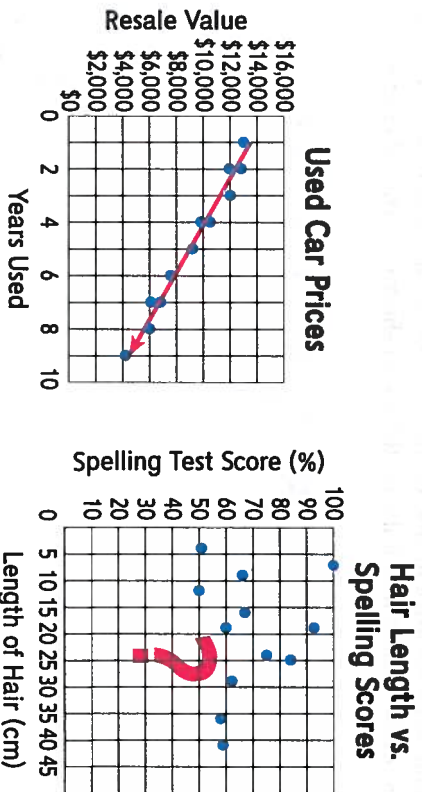 Used Car Prices
Resale Value
$16,000
$14,000
$12,000
$10,000
$8,000
$6,000
$4,000
$2,000
$0
0 2 4 6 8 10
Years Used
Hair Length vs.
Spelling Scores
Spelling Test Score (%)
100
90
80
70
60
50
40
30
20
10
0
5 10 15 20 25 30 35 40 45
Length of Hair (cm)
?